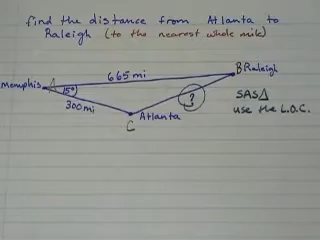 find the distance from Atlanta to
Raleigh (to the nearest whole mile)
665 mi
B Raleigh
Memphis A
15°
?
300 mi
C
Atlanta
SAS△
use the L.O.C.